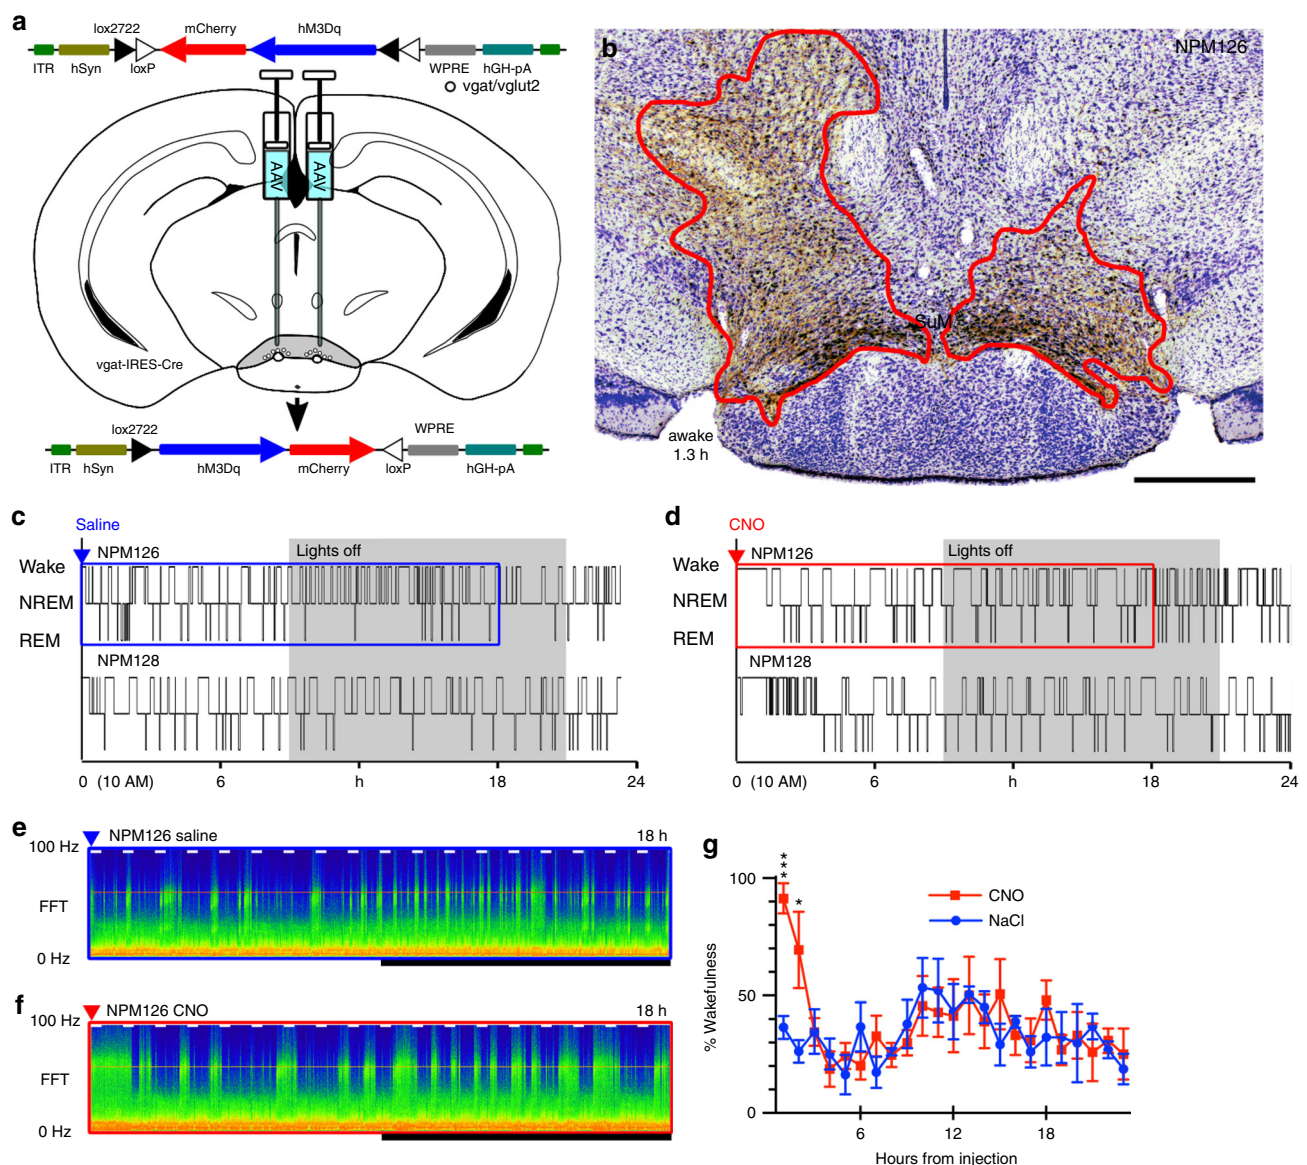 a
lox2722 mCherry hM3Dq
ITR hSyn loxP WPRE hGH-pA
vgat/vglut2
AAV AAV
vgat-IRES-Cre
lox2722 WPRE
ITR hSyn hM3Dq mCherry loxP hGH-pA
b
NPM126
SuM
awake
1.3 h
c
Saline
NPM126
Lights off
Wake
NREM
REM
NPM128
0 (10 AM) 6 h 18 24
d
CNO
NPM126
Lights off
Wake
NREM
REM
NPM128
0 (10 AM) 6 h 18 24
e
NPM126 saline 18 h
100 Hz
FFT
0 Hz
f
NPM126 CNO 18 h
100 Hz
FFT
0 Hz
g
***
*
CNO
NaCl
100
50
0
% Wakefulness
6 12 18
Hours from injection